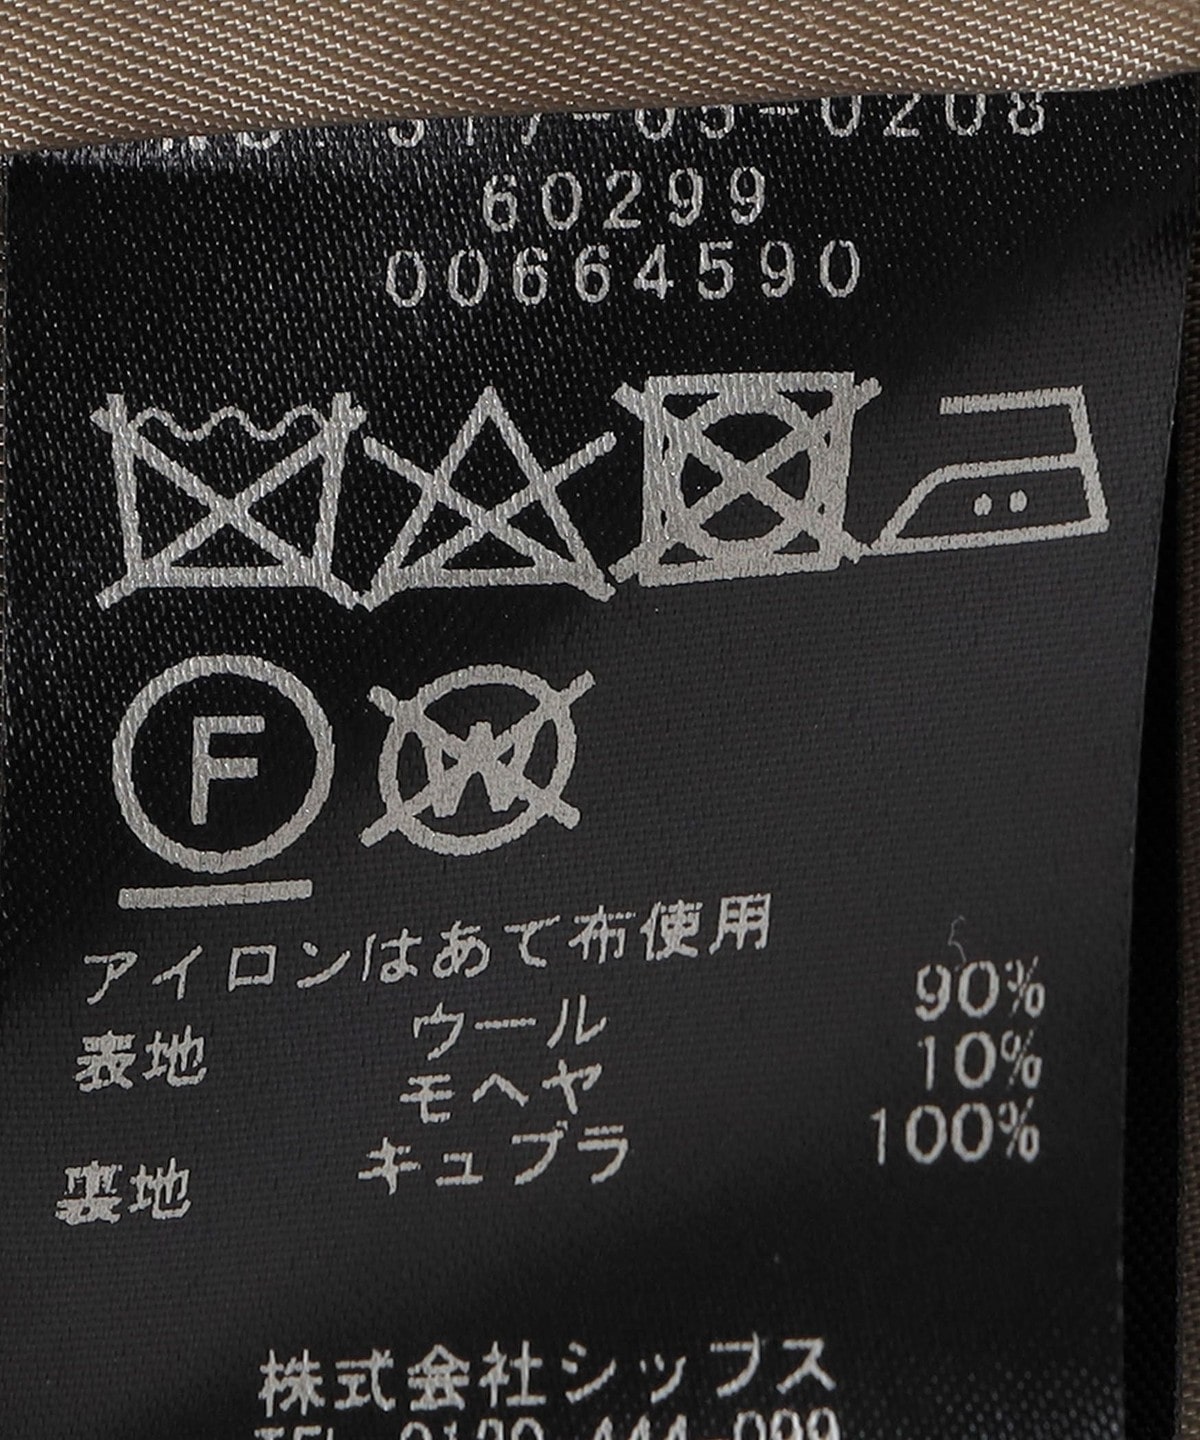 60299
00664590
F
W
アイロンはあて布使用
表地 ウール 90%
モヘヤ 10%
裏地 キュプラ 100%
株式会社シップス